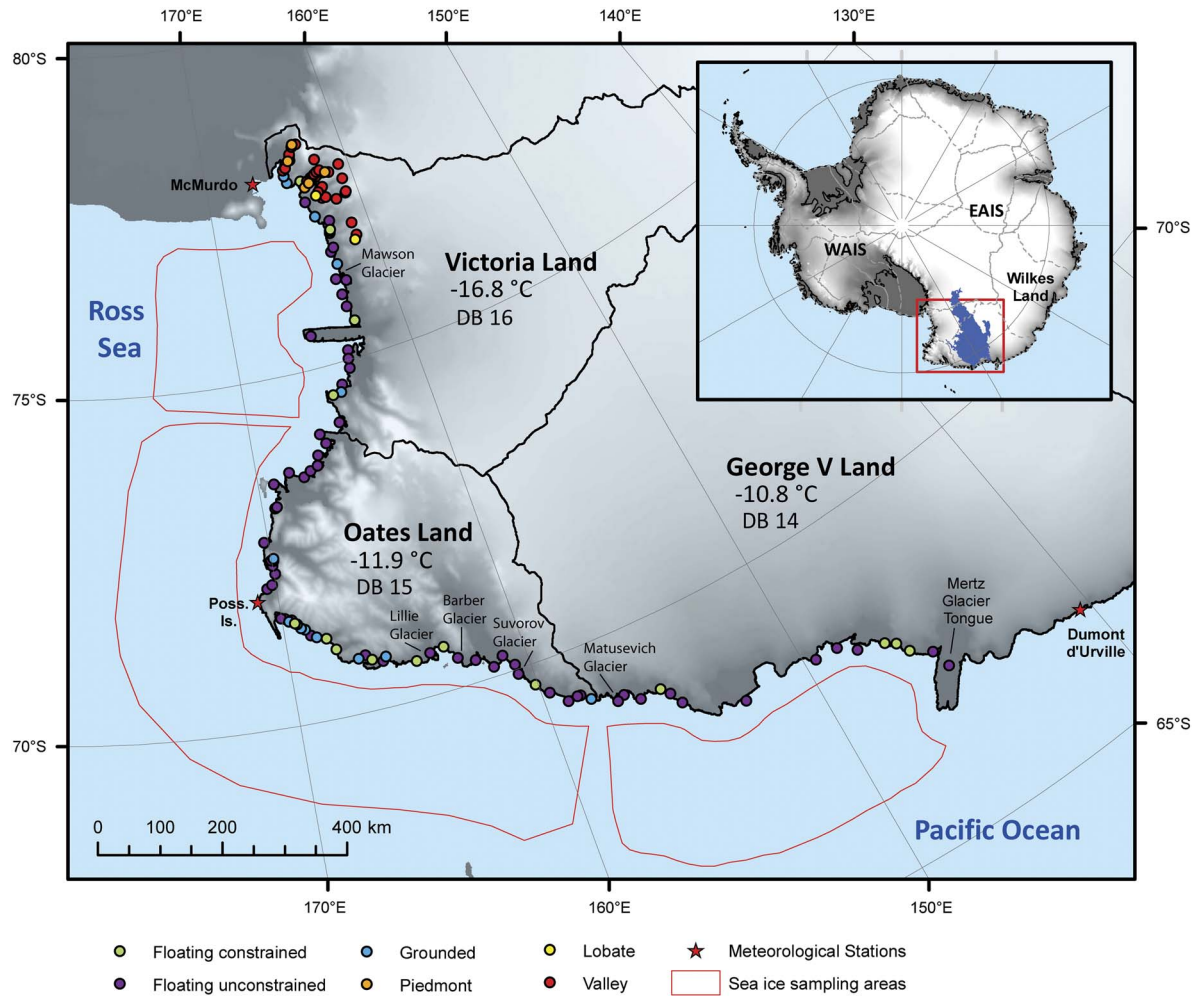 170°E
160°E
150°E
140°E
130°E
80°S
75°S
70°S
70°S
65°S
McMurdo
Mawson
Glacier
Victoria Land
-16.8 °C
DB 16
Ross
Sea
EAIS
WAIS
Wilkes
Land
George V Land
-10.8 °C
DB 14
Oates Land
-11.9 °C
DB 15
Poss.
Is.
Lillie
Glacier
Barber
Glacier
Suvorov
Glacier
Matusevich
Glacier
Mertz
Glacier
Tongue
Dumont
d'Urville
0 100 200 400 km
Pacific Ocean
170°E
160°E
150°E
Floating constrained
Grounded
Lobate
Meteorological Stations
Floating unconstrained
Piedmont
Valley
Sea ice sampling areas